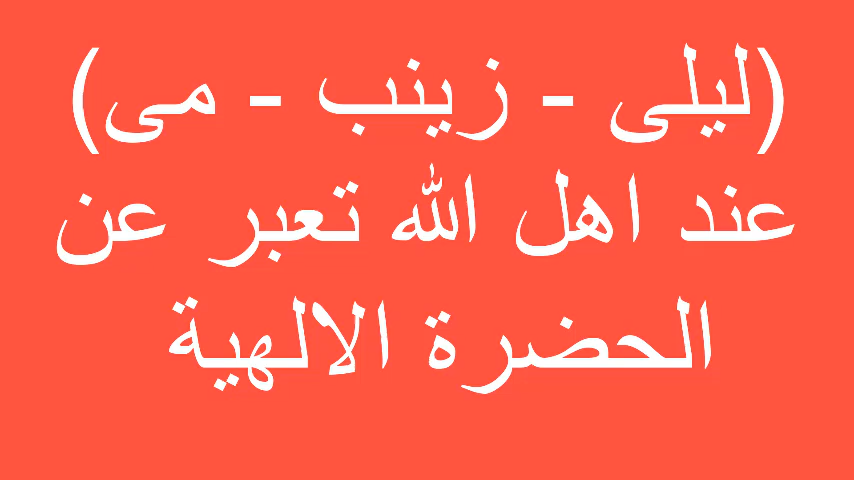 (ليلى - زينب - مى)
عند اهل الله تعبر عن
الحضرة الالهية